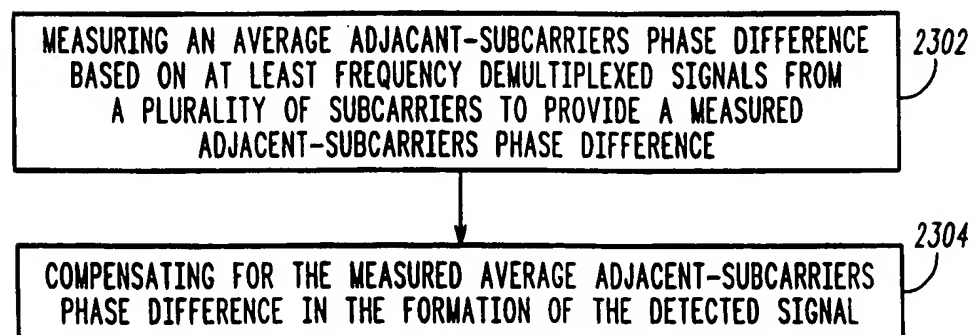 MEASURING AN AVERAGE ADJACANT-SUBCARRIERS PHASE DIFFERENCE
BASED ON AT LEAST FREQUENCY DEMULTIPLEXED SIGNALS FROM
A PLURALITY OF SUBCARRIERS TO PROVIDE A MEASURED
ADJACENT-SUBCARRIERS PHASE DIFFERENCE
2302
COMPENSATING FOR THE MEASURED AVERAGE ADJACENT-SUBCARRIERS
PHASE DIFFERENCE IN THE FORMATION OF THE DETECTED SIGNAL
2304